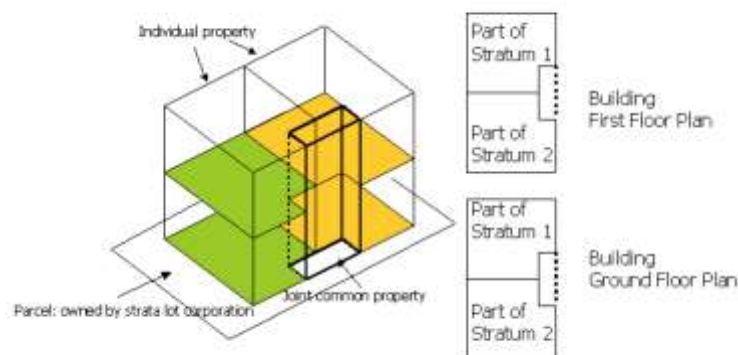 Individual property
Parcel: owned by strata lot corporation
Joint common property
Part of
Stratum 1
Part of
Stratum 2
Building
First Floor Plan
Part of
Stratum 1
Part of
Stratum 2
Building
Ground Floor Plan